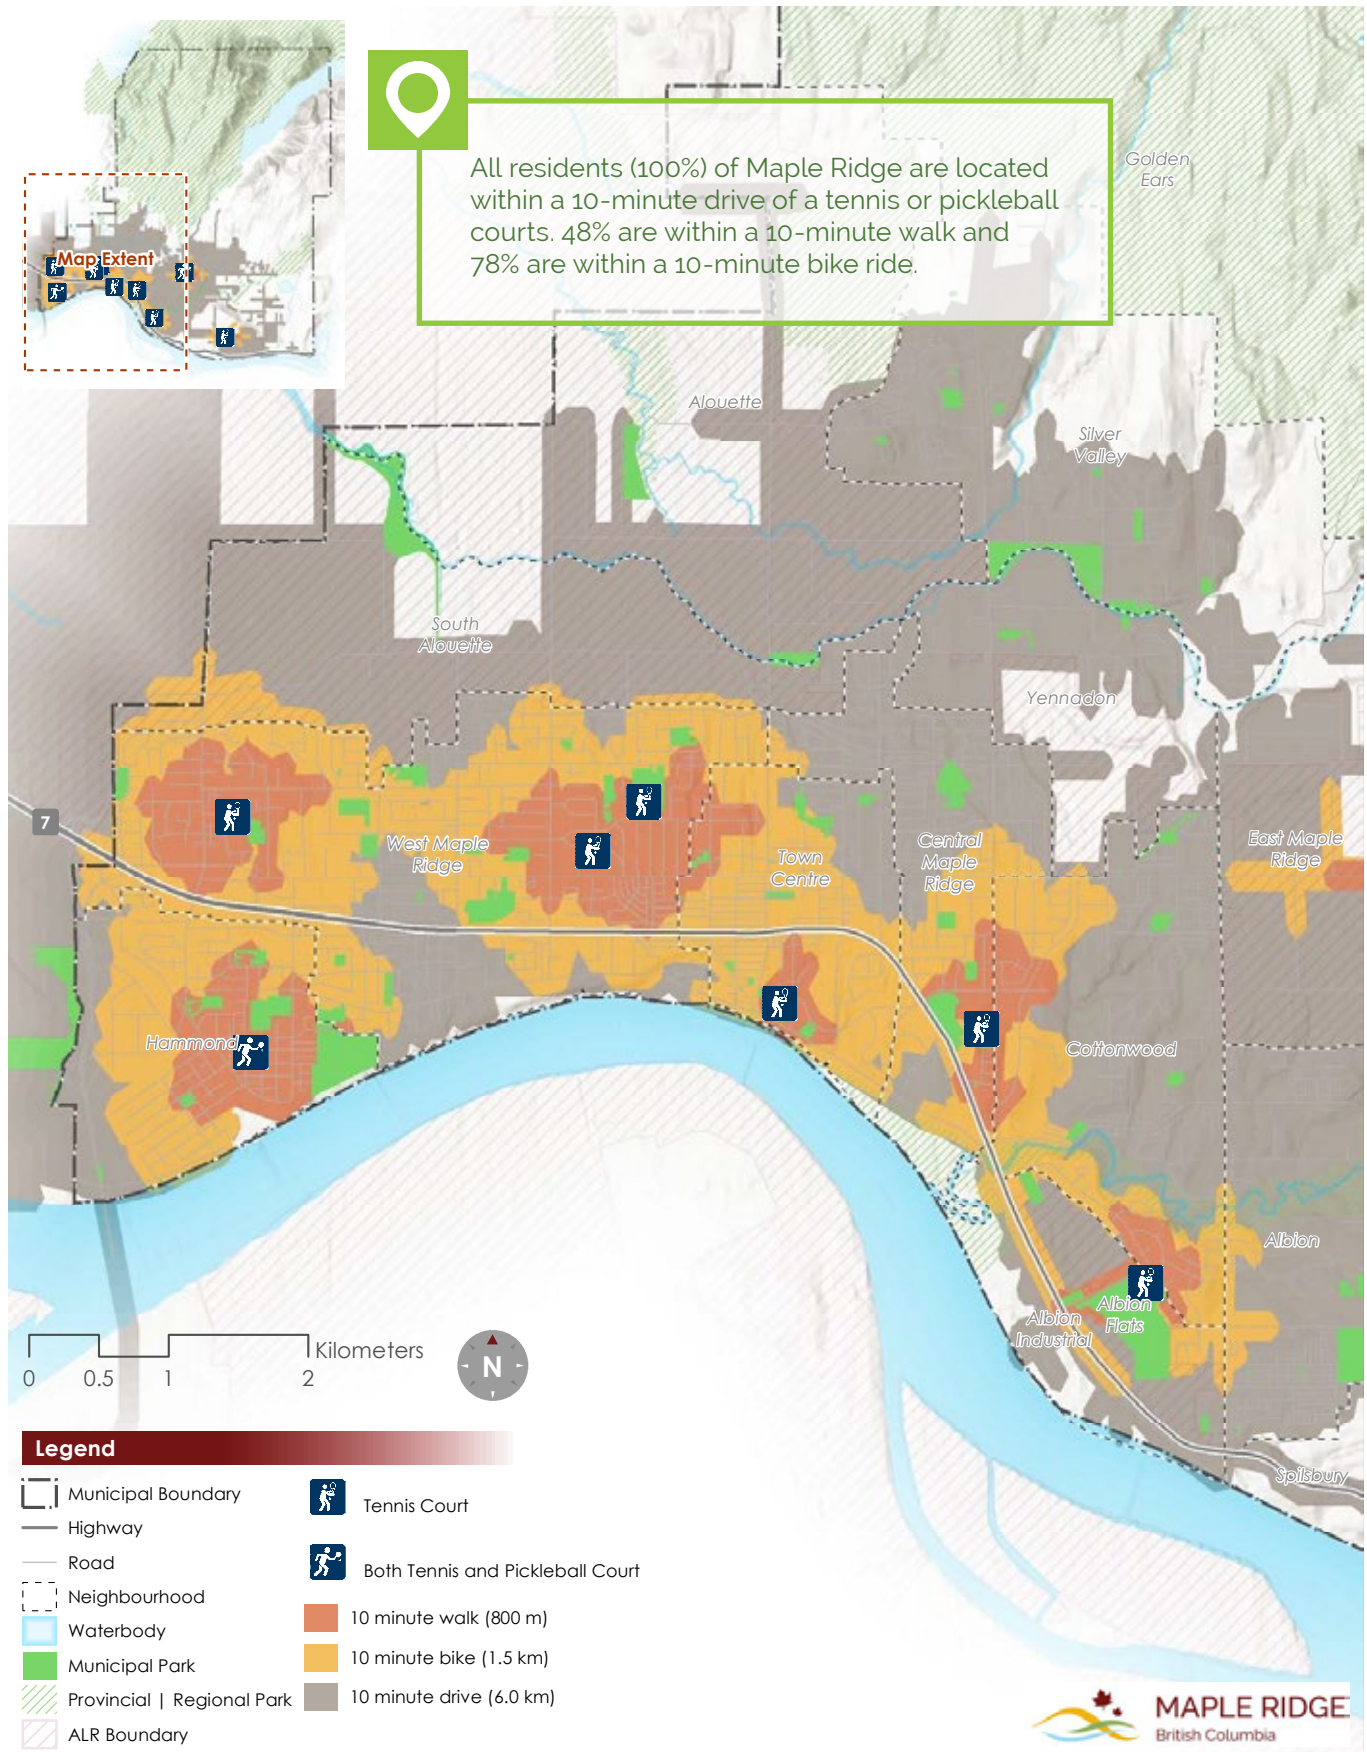 Map Extent
All residents (100%) of Maple Ridge are located
within a 10-minute drive of a tennis or pickleball
courts. 48% are within a 10-minute walk and
78% are within a 10-minute bike ride.
Golden
Ears
Alouette
Silver
Valley
South
Alouette
Yennadon
7
West Maple
Ridge
Town
Centre
Central
Maple
Ridge
East Maple
Ridge
Hammond
Cottonwood
Albion
Albion
Flats
Albion
Industrial
Spilsbury
Kilometers
0 0.5 1 2
N
Legend
Municipal Boundary
Highway
Road
Neighbourhood
Waterbody
Municipal Park
Provincial | Regional Park
ALR Boundary
Tennis Court
Both Tennis and Pickleball Court
10 minute walk (800 m)
10 minute bike (1.5 km)
10 minute drive (6.0 km)
MAPLE RIDGE
British Columbia